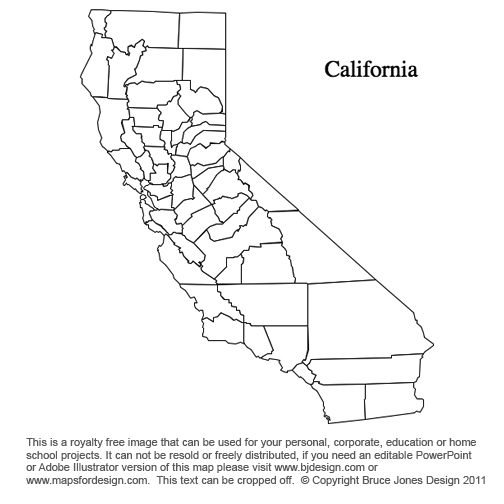 California
This is a royalty free image that can be used for your personal, corporate, education or home
school projects. It can not be resold or freely distributed, if you need an editable PowerPoint
or Adobe Illustrator version of this map please visit www.bjdesign.com or
www.mapsfordesign.com.  This text can be cropped off.  © Copyright Bruce Jones Design 2011